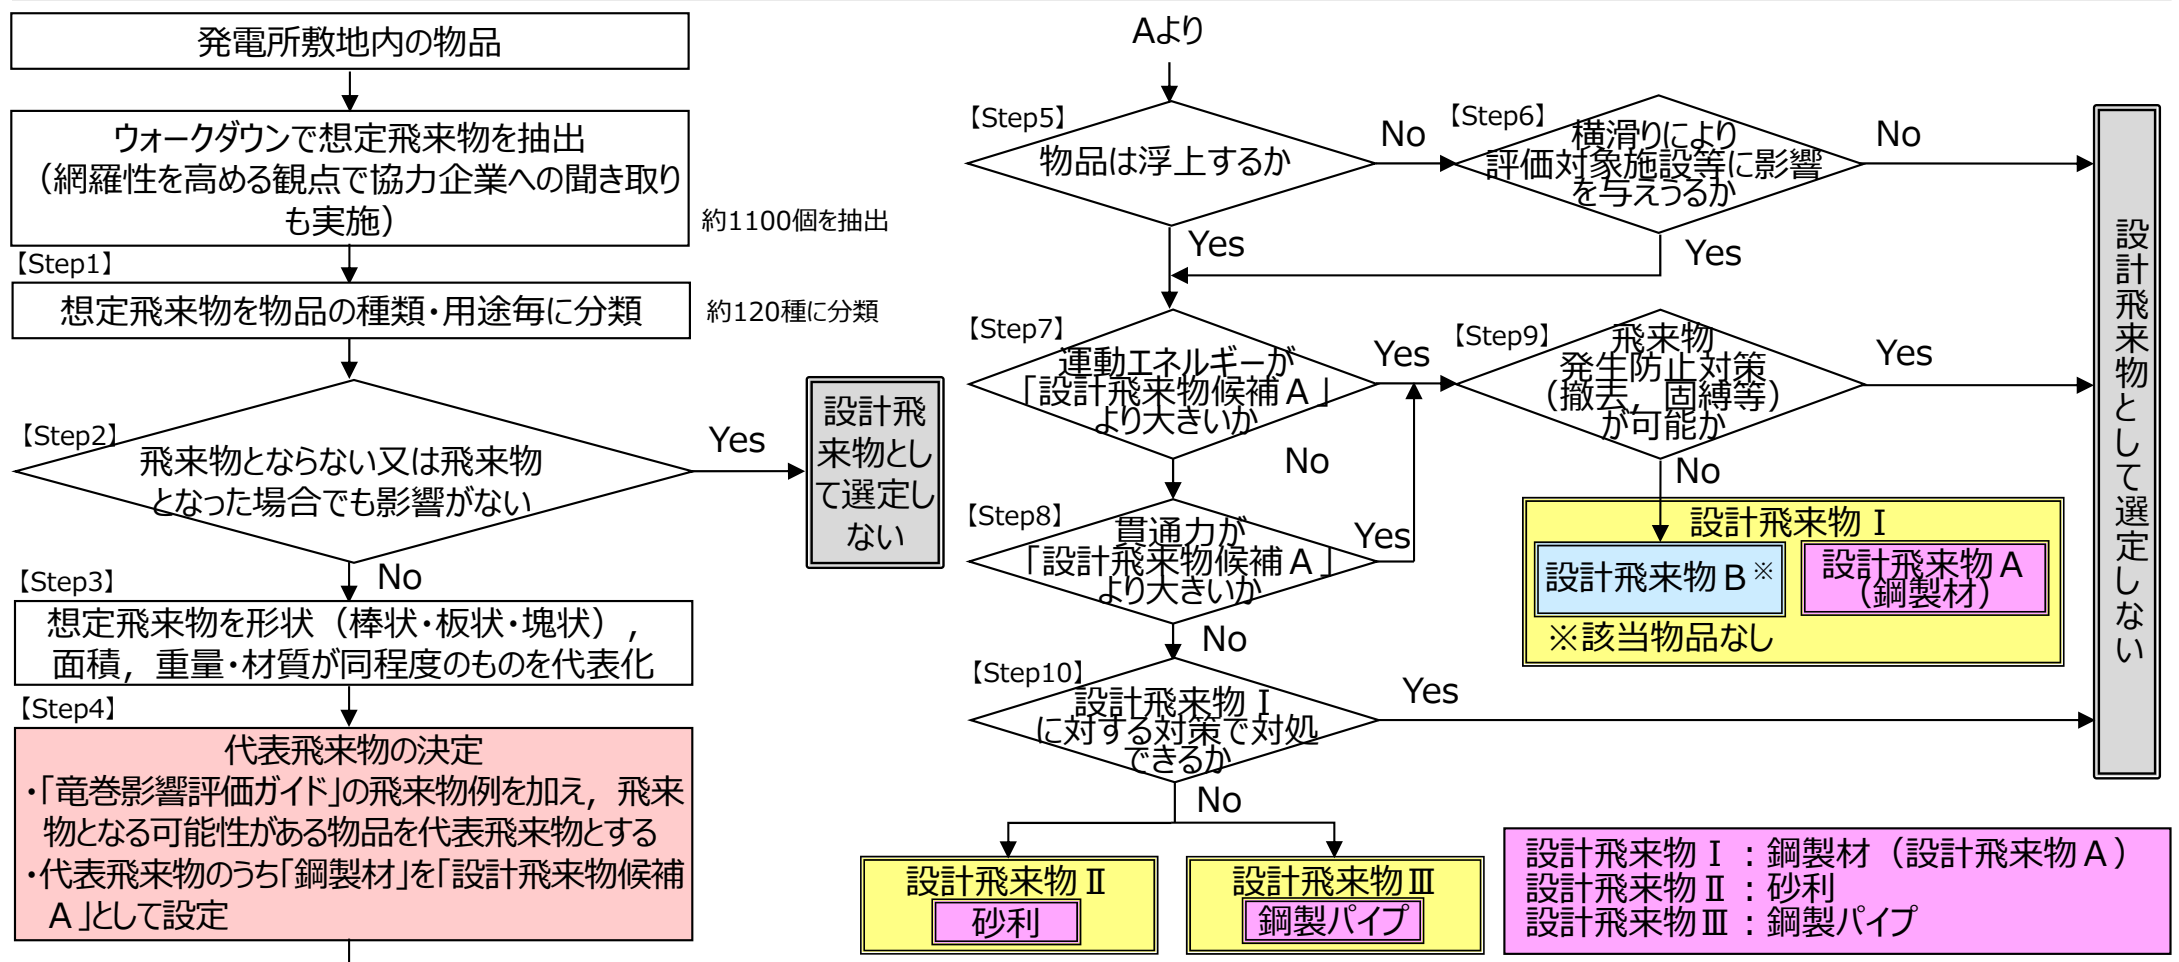 発電所敷地内の物品
ウォークダウンで想定飛来物を抽出
（網羅性を高める観点で協力企業への聞き取り
も実施）
約1100個を抽出
【Step1】
想定飛来物を物品の種類・用途毎に分類
約120種に分類
【Step2】
飛来物とならない又は飛来物
となった場合でも影響がない
Yes
設計飛
来物とし
て選定し
ない
No
【Step3】
想定飛来物を形状（棒状・板状・塊状），
面積，重量・材質が同程度のものを代表化
【Step4】
代表飛来物の決定
・「竜巻影響評価ガイド」の飛来物例を加え，飛来
物となる可能性がある物品を代表飛来物とする
・代表飛来物のうち「鋼製材」を「設計飛来物候補
A」として設定
Aより
【Step5】
物品は浮上するか
No
Yes
【Step6】
横滑りにより
評価対象施設等に影響
を与えうるか
No
Yes
【Step7】
運動エネルギーが
「設計飛来物候補A」
より大きいか
Yes
No
【Step8】
貫通力が
「設計飛来物候補A」
より大きいか
Yes
No
【Step9】
飛来物
発生防止対策
（撤去，固縛等）
が可能か
Yes
No
設計飛来物Ⅰ
設計飛来物B※
設計飛来物A
（鋼製材）
※該当物品なし
【Step10】
設計飛来物Ⅰ
に対する対策で対処
できるか
Yes
No
設計飛来物Ⅱ
砂利
設計飛来物Ⅲ
鋼製パイプ
設計飛来物として選定しない
設計飛来物Ⅰ：鋼製材（設計飛来物A）
設計飛来物Ⅱ：砂利
設計飛来物Ⅲ：鋼製パイプ